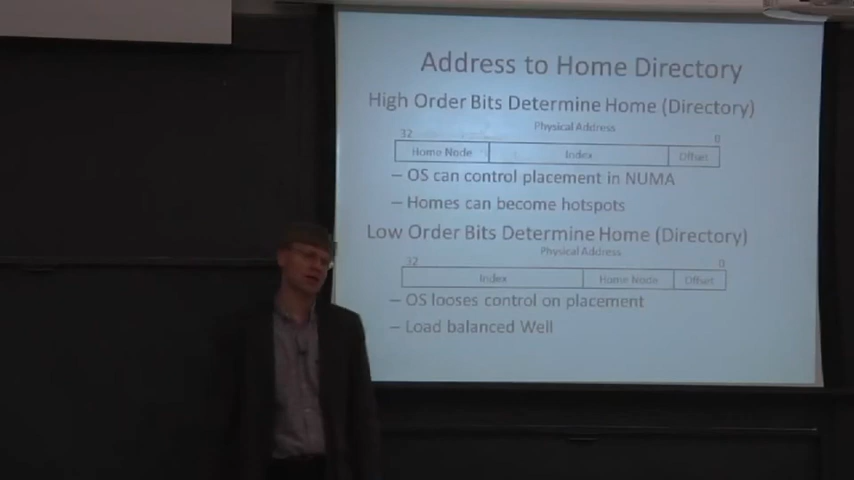 Address to Home Directory
High Order Bits Determine Home (Directory)
Physical Address
32 0
Home Node Index Offset
– OS can control placement in NUMA
– Homes can become hotspots
Low Order Bits Determine Home (Directory)
Physical Address
32 0
Index Home Node Offset
– OS looses control on placement
– Load balanced Well